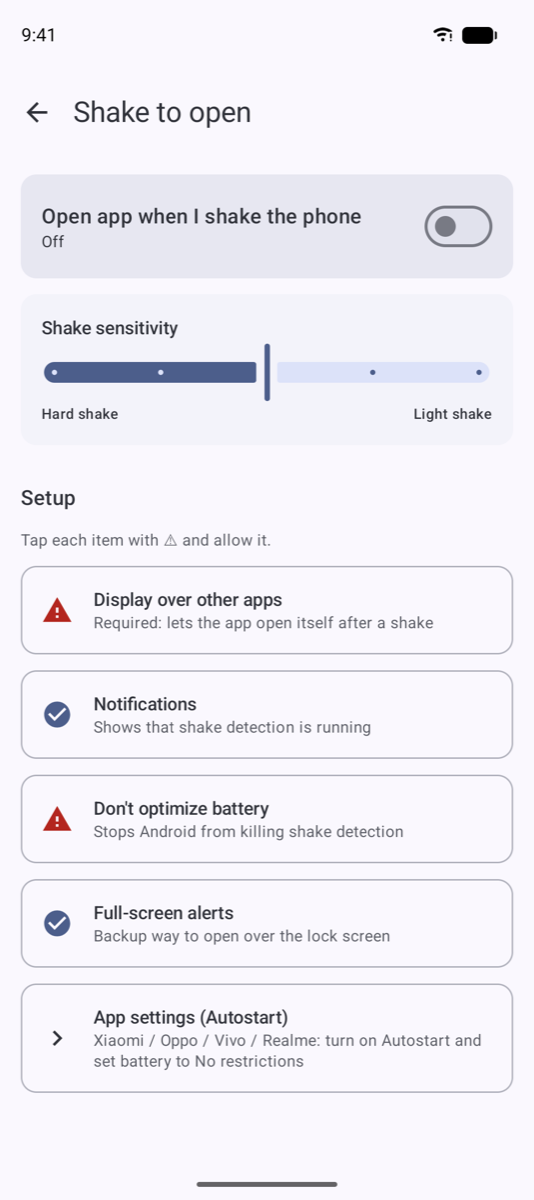 9:41
Shake to open
Open app when I shake the phone
Off
Shake sensitivity
Hard shake
Light shake
Setup
Tap each item with ⚠ and allow it.
Display over other apps
Required: lets the app open itself after a shake
Notifications
Shows that shake detection is running
Don't optimize battery
Stops Android from killing shake detection
Full-screen alerts
Backup way to open over the lock screen
App settings (Autostart)
Xiaomi / Oppo / Vivo / Realme: turn on Autostart and
set battery to No restrictions